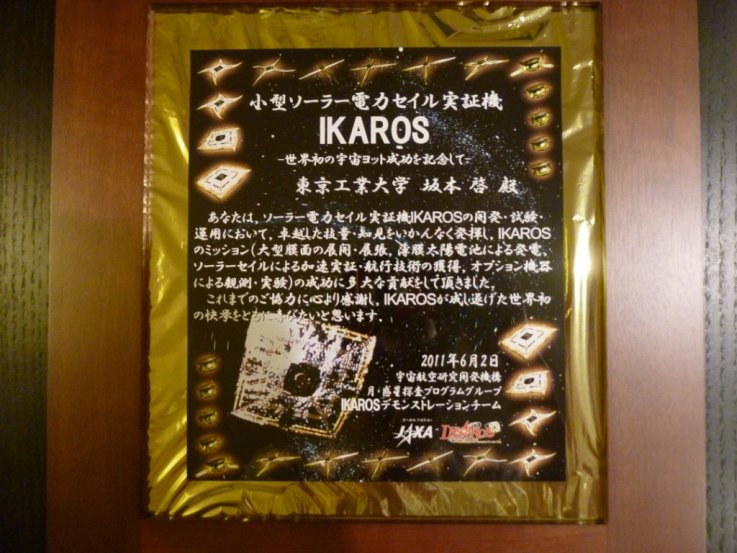 小型ソーラー電力セイル実証機
IKAROS
-世界初の宇宙ヨット成功を記念して-
東京工業大学 坂本 啓 殿
あなたは,ソーラー電力セイル実証機IKAROSの開発・試験・
運用において,卓越した技量・知見をいかんなく発揮し,IKAROS
のミッション(大型膜面の展開・展張,薄膜太陽電池による発電,
ソーラーセイルによる加速実証・航行技術の獲得,オプション機器
による観測・実験)の成功に多大な貢献をして頂きました.
これまでのご協力に心より感謝し,IKAROSが成し遂げた世界初
の快挙をともに喜びたいと思います.
2011年6月2日
宇宙航空研究開発機構
月・惑星探査プログラムグループ
IKAROSデモンストレーションチーム
JAXA